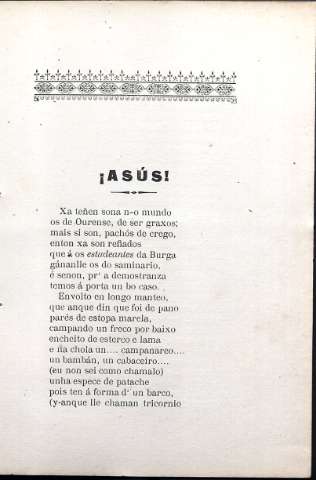 ¡ASÚS!
Xa teñen sona n-o mundo
os de Ourense, de ser graxos;
mais si son, pachós de crego,
enton xa son reflados
que á os estudeantes da Burga
gánanlle os do saminario,
é senon, pr' a demostranza
temos á porta un bo caso.
Envolto en longo manteo,
que anque din que foi de pano
parés de estopa marela,
campando un freco por baixo
encheito de esterco e lama
e ña chola un.... campanarco....
un bambán, un cabaceiro....,
(eu non sei como chamalo)
unha espece de patache
pois ten á forma d' un barco,
(y-anque lle chaman tricornio